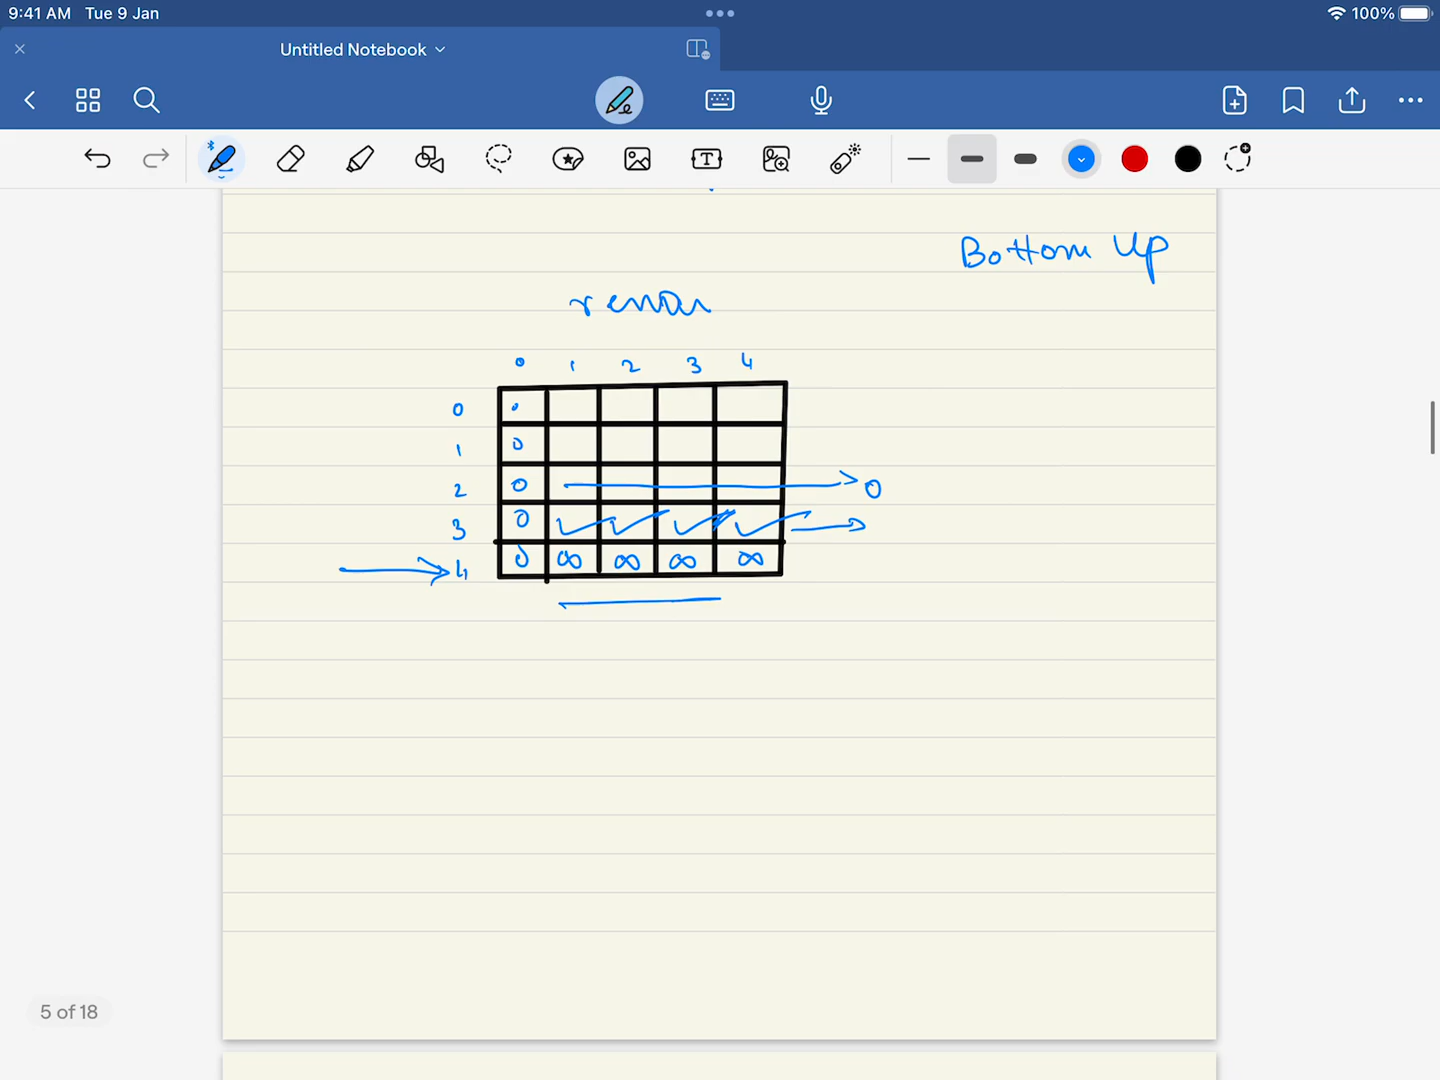 9:41 AM Tue 9 Jan
100%
Untitled Notebook
Bottom Up
0 1 2 3 4
0 0
1 0
2 0 0
3 0
4 0 ∞ ∞ ∞ ∞
5 of 18